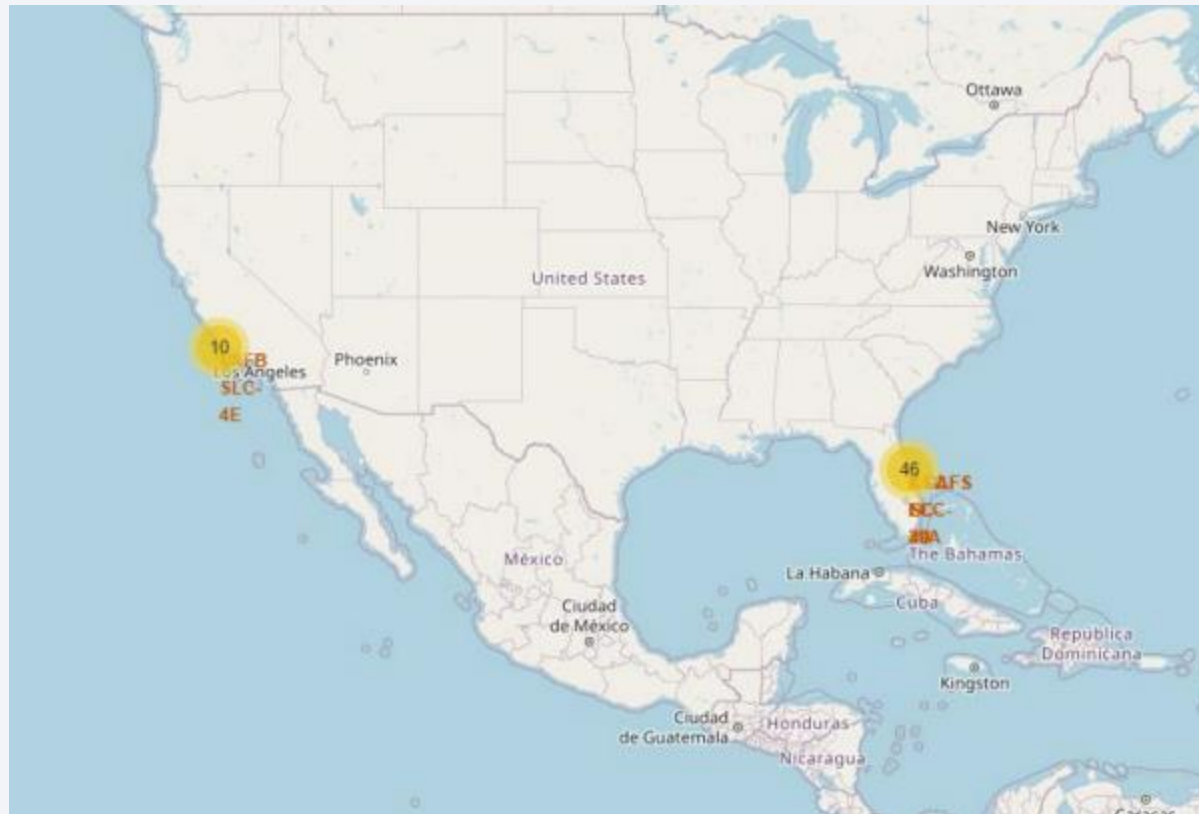 Ottawa
New York
Washington
United States
10
Los Angeles
SLC-
4E
Phoenix
46
The Bahamas
La Habana
Cuba
México
Ciudad
de México
República
Dominicana
Kingston
Ciudad
de Guatemala
Honduras
Nicaragua